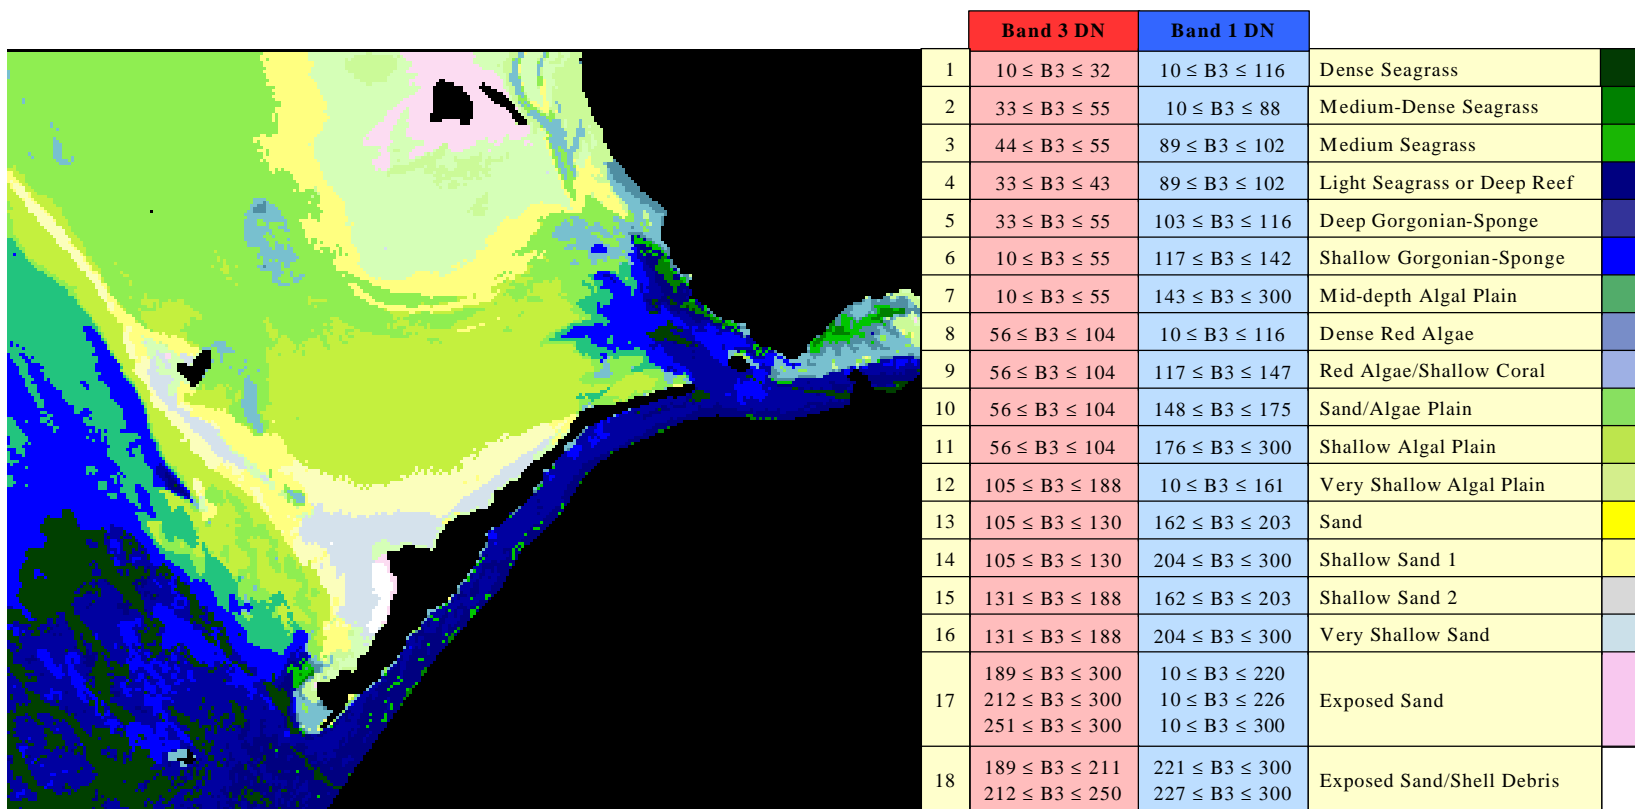 Band 3 DN Band 1 DN
1 10 ≤ B3 ≤ 32 10 ≤ B3 ≤ 116 Dense Seagrass
2 33 ≤ B3 ≤ 55 10 ≤ B3 ≤ 88 Medium-Dense Seagrass
3 44 ≤ B3 ≤ 55 89 ≤ B3 ≤ 102 Medium Seagrass
4 33 ≤ B3 ≤ 43 89 ≤ B3 ≤ 102 Light Seagrass or Deep Reef
5 33 ≤ B3 ≤ 55 103 ≤ B3 ≤ 116 Deep Gorgonian-Sponge
6 10 ≤ B3 ≤ 55 117 ≤ B3 ≤ 142 Shallow Gorgonian-Sponge
7 10 ≤ B3 ≤ 55 143 ≤ B3 ≤ 300 Mid-depth Algal Plain
8 56 ≤ B3 ≤ 104 10 ≤ B3 ≤ 116 Dense Red Algae
9 56 ≤ B3 ≤ 104 117 ≤ B3 ≤ 147 Red Algae/Shallow Coral
10 56 ≤ B3 ≤ 104 148 ≤ B3 ≤ 175 Sand/Algae Plain
11 56 ≤ B3 ≤ 104 176 ≤ B3 ≤ 300 Shallow Algal Plain
12 105 ≤ B3 ≤ 188 10 ≤ B3 ≤ 161 Very Shallow Algal Plain
13 105 ≤ B3 ≤ 130 162 ≤ B3 ≤ 203 Sand
14 105 ≤ B3 ≤ 130 204 ≤ B3 ≤ 300 Shallow Sand 1
15 131 ≤ B3 ≤ 188 162 ≤ B3 ≤ 203 Shallow Sand 2
16 131 ≤ B3 ≤ 188 204 ≤ B3 ≤ 300 Very Shallow Sand
189 ≤ B3 ≤ 300 10 ≤ B3 ≤ 220
17 212 ≤ B3 ≤ 300 10 ≤ B3 ≤ 226 Exposed Sand
251 ≤ B3 ≤ 300 10 ≤ B3 ≤ 300
189 ≤ B3 ≤ 211 221 ≤ B3 ≤ 300
18 212 ≤ B3 ≤ 250 227 ≤ B3 ≤ 300 Exposed Sand/Shell Debris